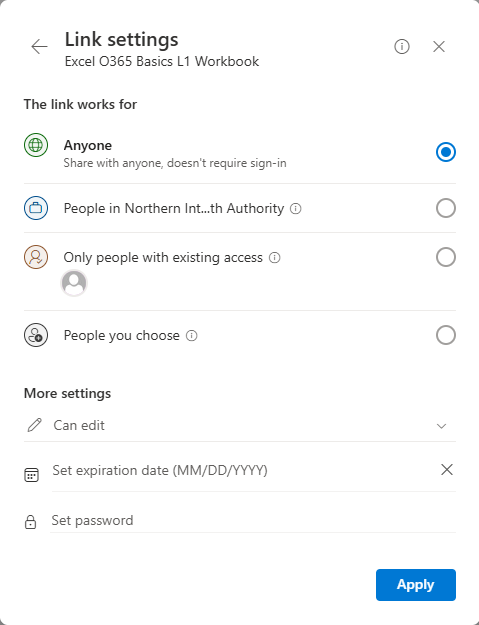 Link settings
Excel O365 Basics L1 Workbook
The link works for
Anyone
Share with anyone, doesn't require sign-in
People in Northern Int...th Authority
Only people with existing access
People you choose
More settings
Can edit
Set expiration date (MM/DD/YYYY)
Set password
Apply